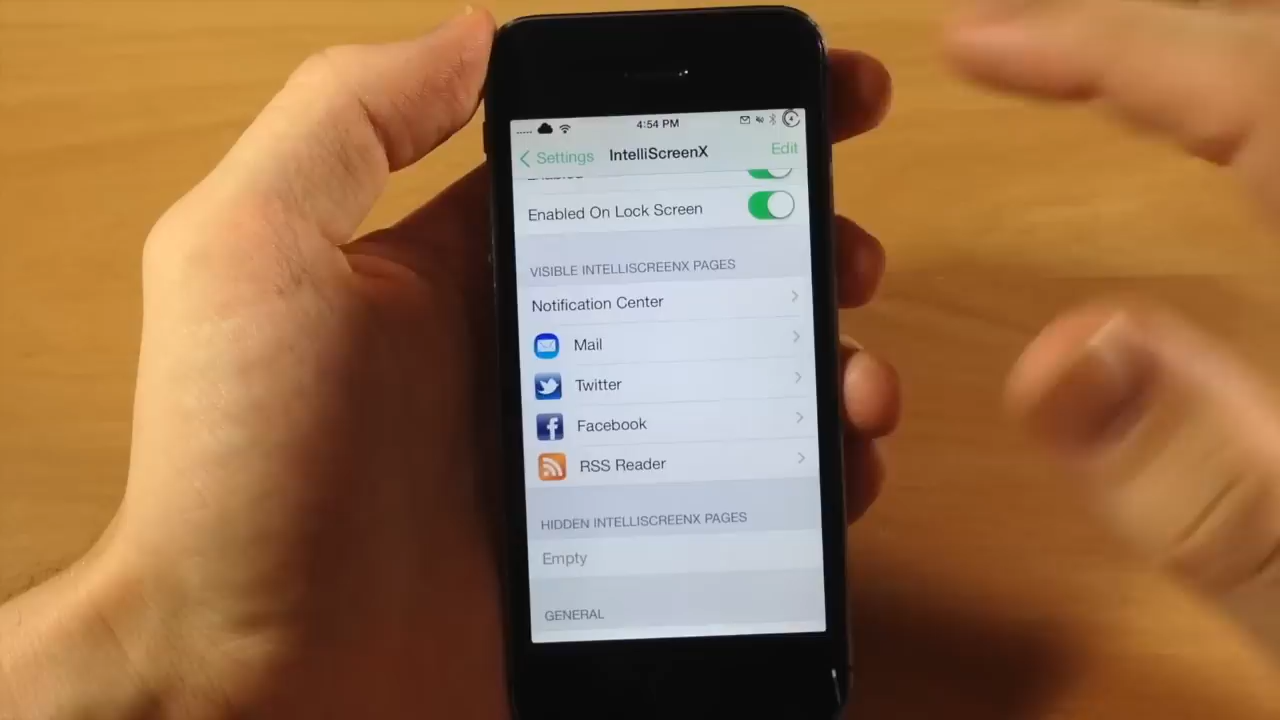 4:54 PM
Settings
IntelliScreenX
Edit
Enabled
Enabled On Lock Screen
VISIBLE INTELLISCREENX PAGES
Notification Center
Mail
Twitter
Facebook
RSS Reader
HIDDEN INTELLISCREENX PAGES
Empty
GENERAL